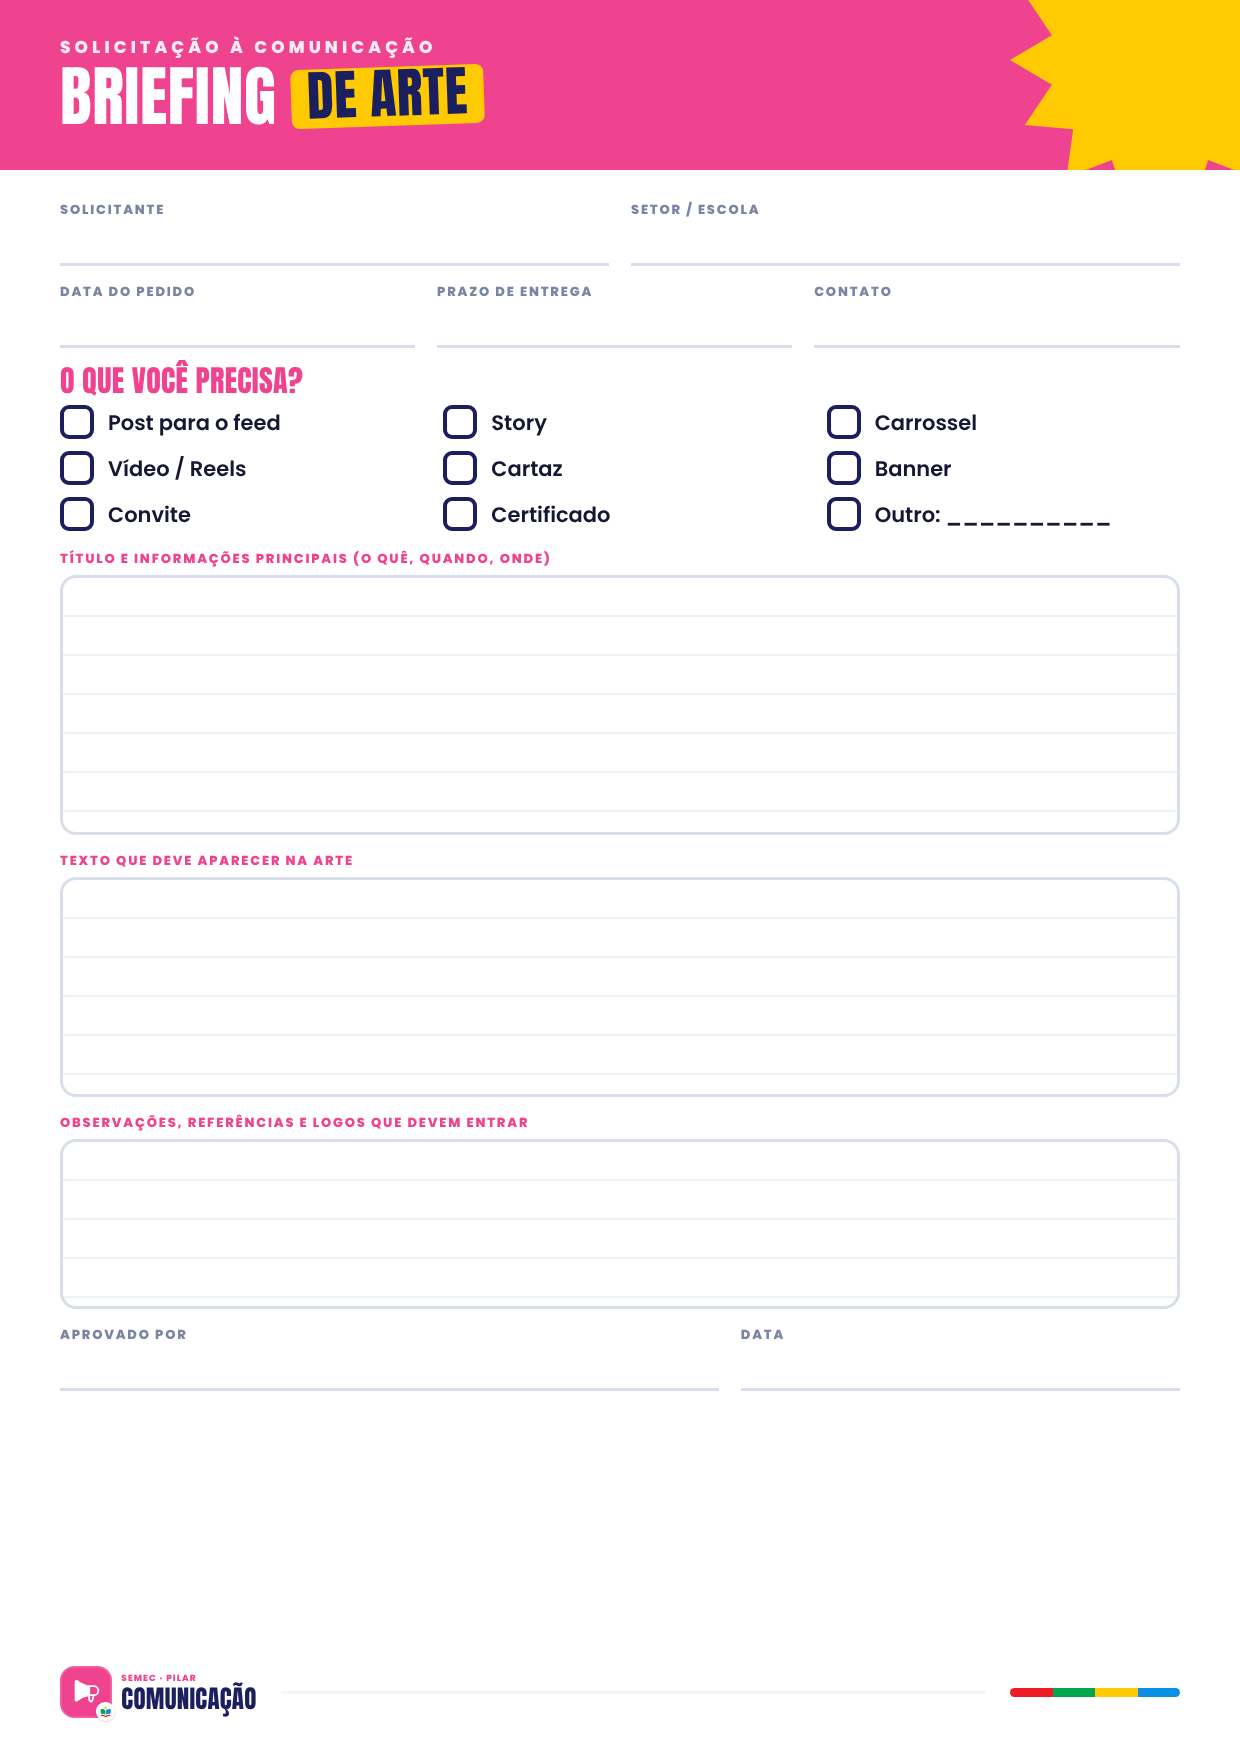 SOLICITAÇÃO À COMUNICAÇÃO
BRIEFING DE ARTE
SOLICITANTE
SETOR / ESCOLA
DATA DO PEDIDO
PRAZO DE ENTREGA
CONTATO
O QUE VOCÊ PRECISA?
Post para o feed
Story
Carrossel
Vídeo / Reels
Cartaz
Banner
Convite
Certificado
Outro: __________
TÍTULO E INFORMAÇÕES PRINCIPAIS (O QUÊ, QUANDO, ONDE)
TEXTO QUE DEVE APARECER NA ARTE
OBSERVAÇÕES, REFERÊNCIAS E LOGOS QUE DEVEM ENTRAR
APROVADO POR
DATA
SEMEC · PILAR
COMUNICAÇÃO